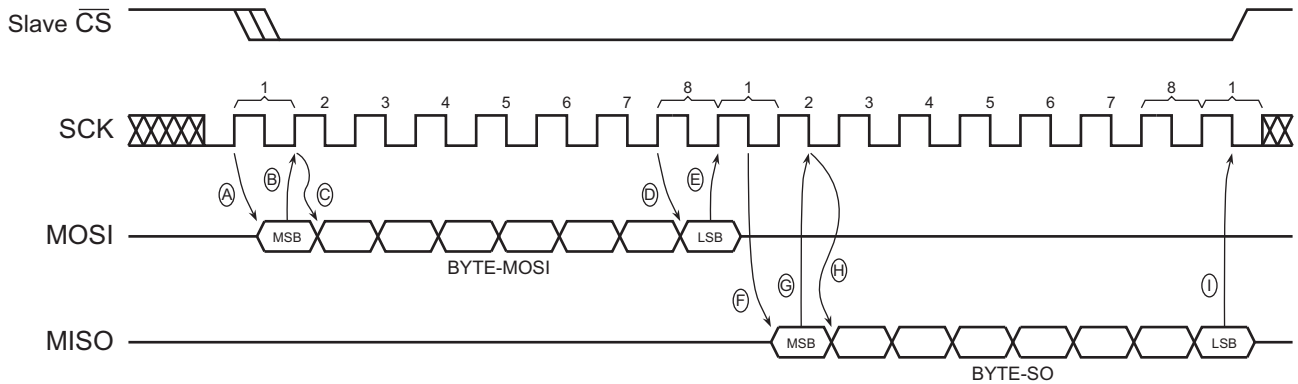 Slave C̅S̅
1 2 3 4 5 6 7 8 1 2 3 4 5 6 7 8 1
SCK
A B C D E
MOSI MSB LSB
BYTE-MOSI
F G H I
MISO MSB LSB
BYTE-SO